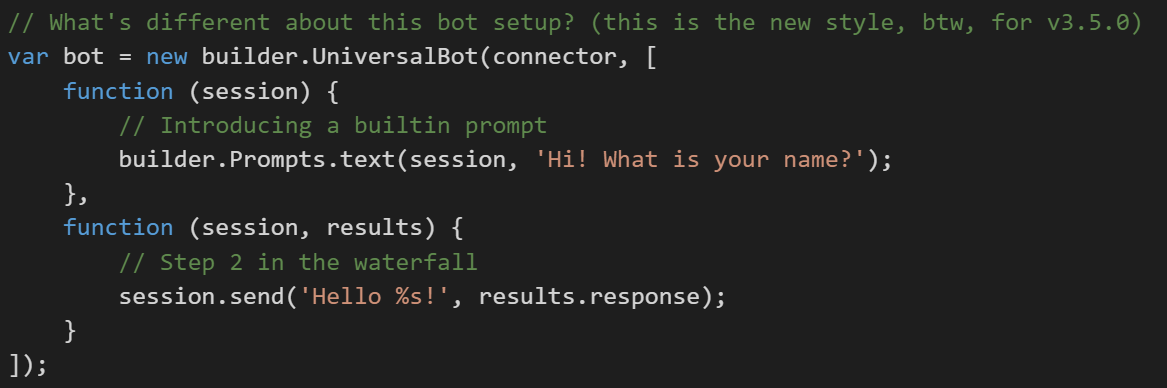 // What's different about this bot setup? (this is the new style, btw, for v3.5.0)
var bot = new builder.UniversalBot(connector, [
    function (session) {
        // Introducing a builtin prompt
        builder.Prompts.text(session, 'Hi! What is your name?');
    },
    function (session, results) {
        // Step 2 in the waterfall
        session.send('Hello %s!', results.response);
    }
]);